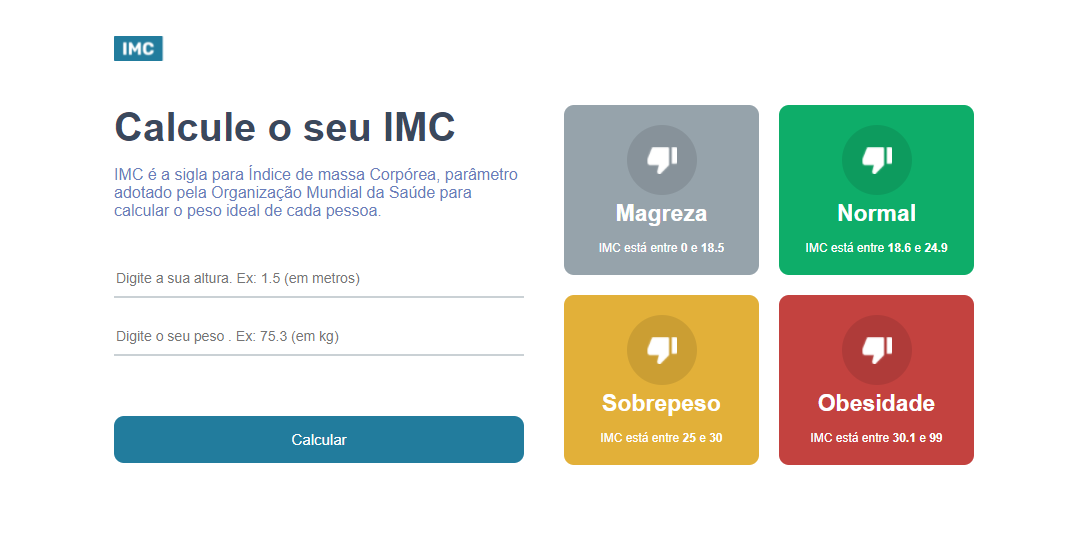 IMC
Calcule o seu IMC
IMC é a sigla para Índice de massa Corpórea, parâmetro
adotado pela Organização Mundial da Saúde para
calcular o peso ideal de cada pessoa.
Digite a sua altura. Ex: 1.5 (em metros)
Digite o seu peso . Ex: 75.3 (em kg)
Calcular
Magreza
IMC está entre 0 e 18.5
Normal
IMC está entre 18.6 e 24.9
Sobrepeso
IMC está entre 25 e 30
Obesidade
IMC está entre 30.1 e 99